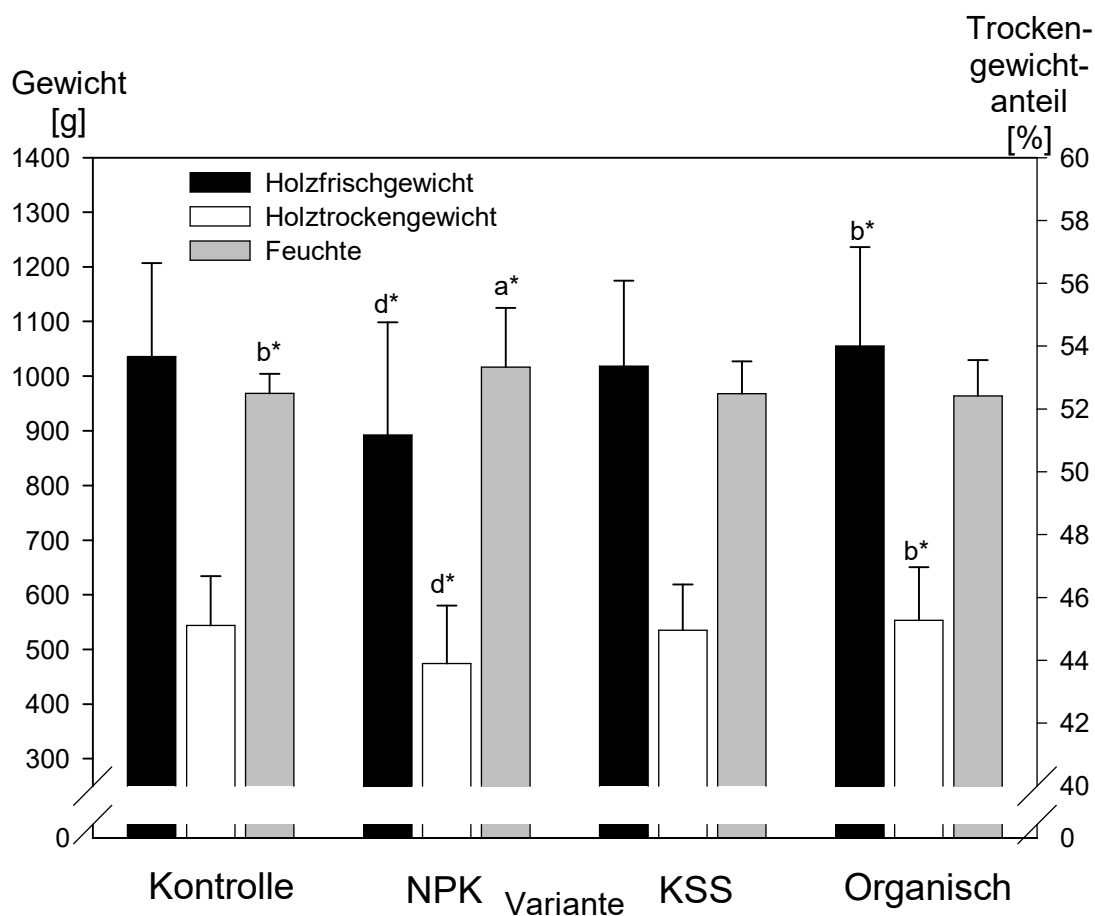 Gewicht
[g]
Trocken-
gewicht-
anteil
[%]
1400
1300
1200
1100
1000
900
800
700
600
500
400
300
0
Holzfrischgewicht
Holztrockengewicht
Feuchte
b*
d*
d*
a*
b*
b*
60
58
56
54
52
50
48
46
44
42
40
0
Kontrolle
NPK
KSS
Organisch
Variante